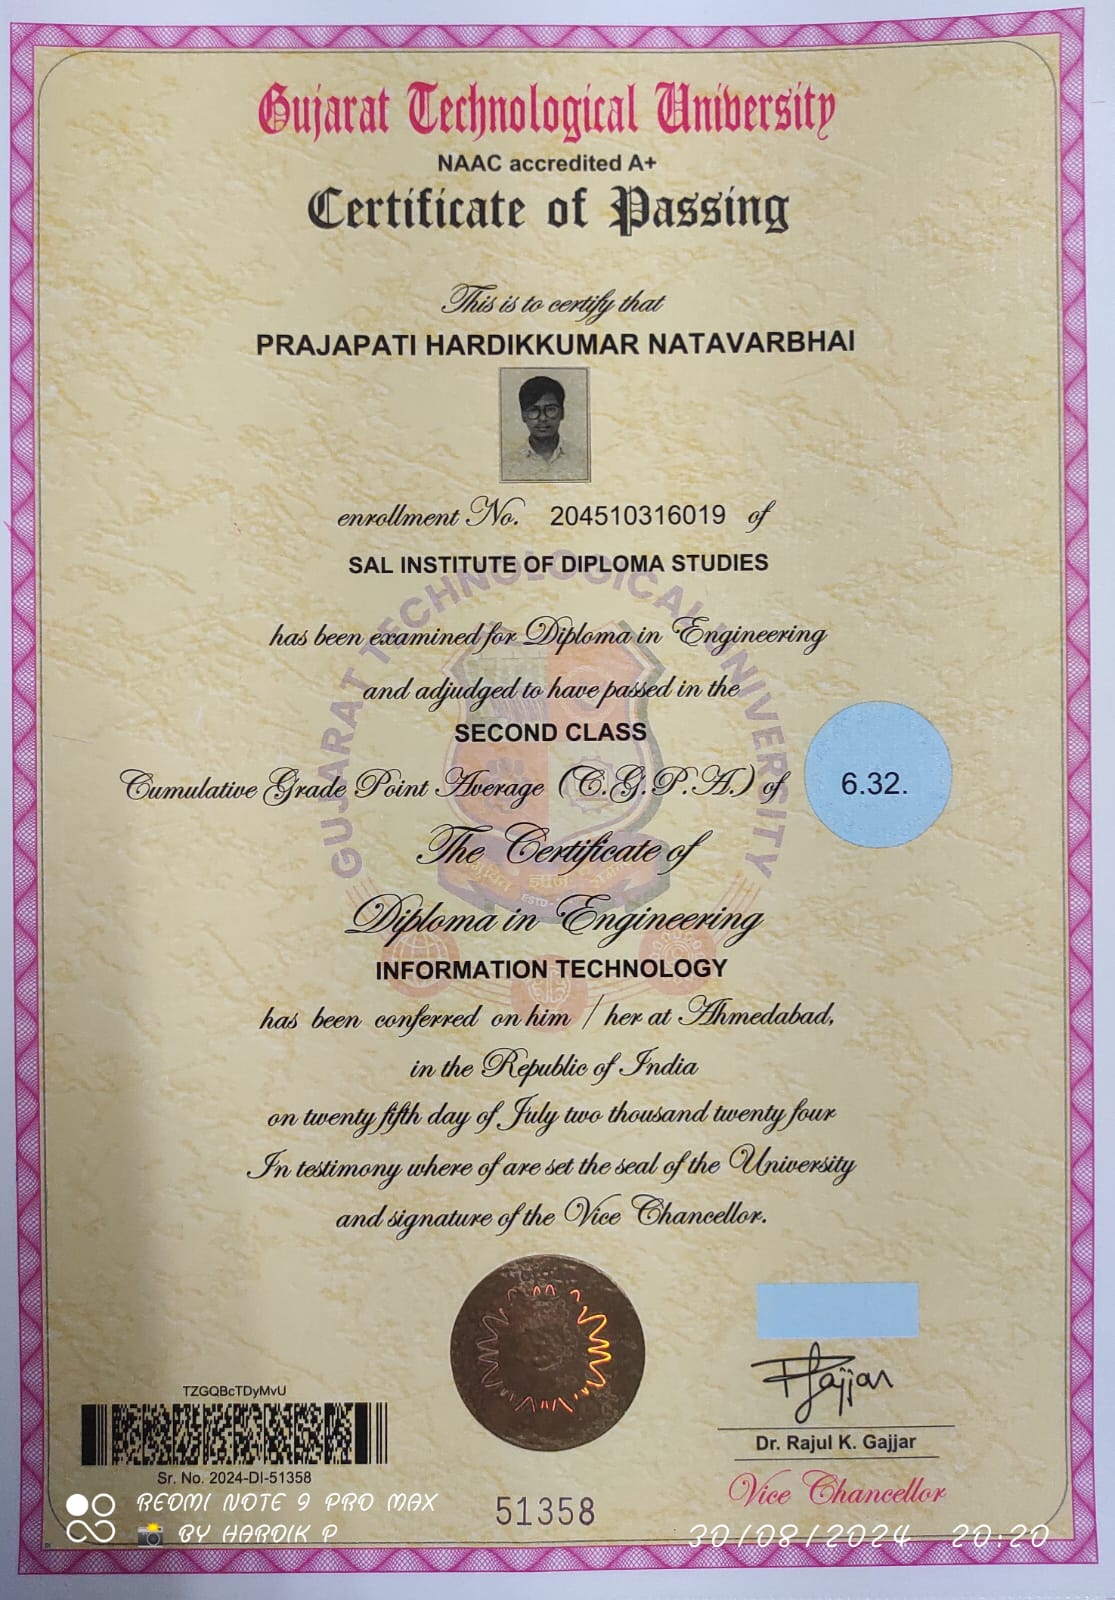 Gujarat Technological University
NAAC accredited A+
Certificate of Passing
This is to certify that
PRAJAPATI HARDIKKUMAR NATAVARBHAI
enrollment No. 204510316019 of
SAL INSTITUTE OF DIPLOMA STUDIES
GUJARAT TECHNOLOGICAL UNIVERSITY
has been examined for Diploma in Engineering
and adjudged to have passed in the
SECOND CLASS
Cumulative Grade Point Average (C.G.P.A.) of 6.32.
The Certificate of
Diploma in Engineering
INFORMATION TECHNOLOGY
has been conferred on him / her at Ahmedabad,
in the Republic of India
on twenty fifth day of July two thousand twenty four
In testimony where of are set the seal of the University
and signature of the Vice Chancellor.
TZGQBcTDyMvU
Sr. No. 2024-DI-51358
51358
Dr. Rajul K. Gajjar
Vice Chancellor
REDMI NOTE 9 PRO MAX
BY HARDIK P
30/08/2024 20:20